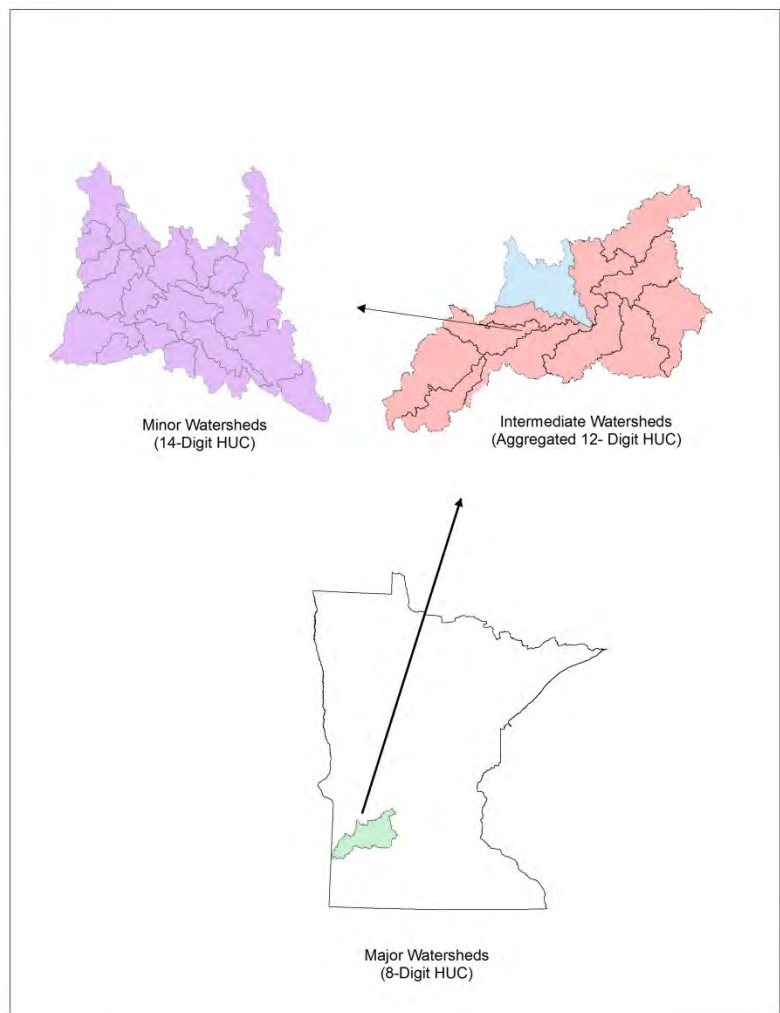 Minor Watersheds
(14-Digit HUC)
Intermediate Watersheds
(Aggregated 12- Digit HUC)
Major Watersheds
(8-Digit HUC)